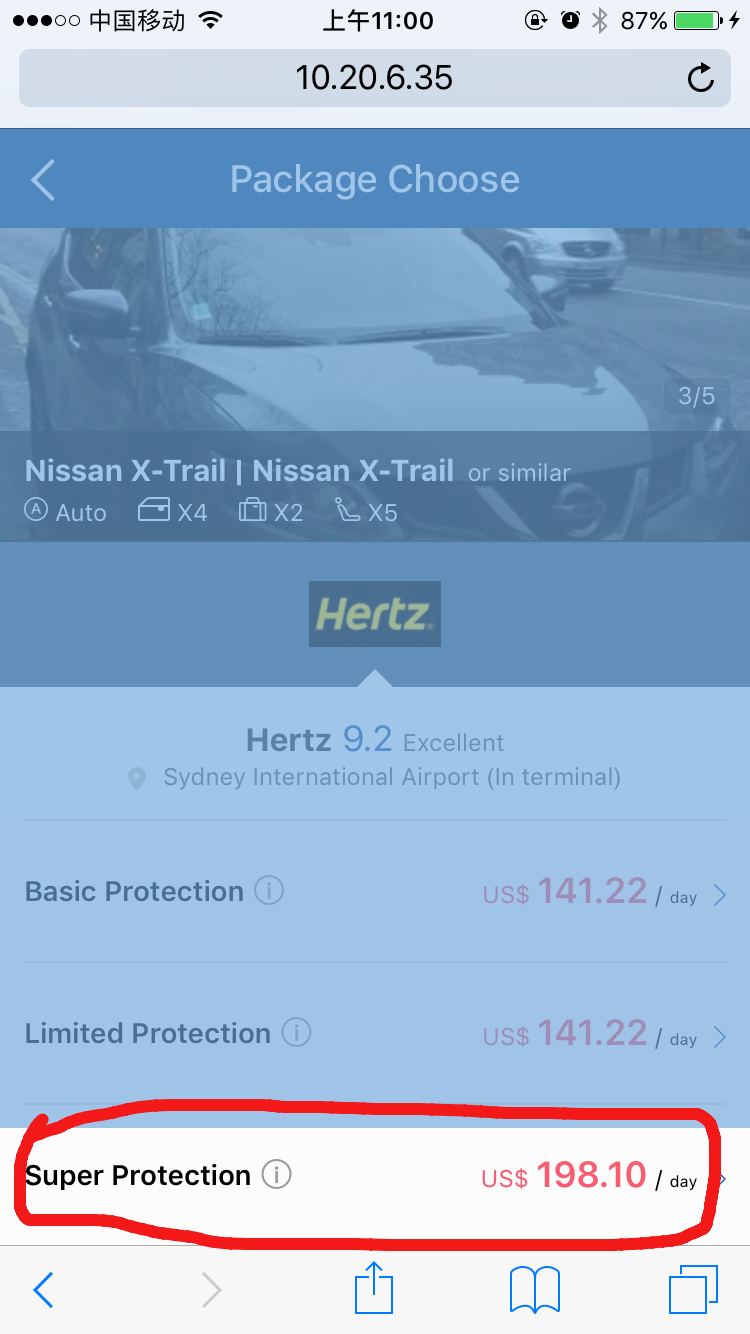 中国移动 上午11:00 87%
10.20.6.35
Package Choose
3/5
Nissan X-Trail | Nissan X-Trail or similar
A Auto X4 X2 X5
Hertz
Hertz 9.2 Excellent
Sydney International Airport (In terminal)
Basic Protection i US$ 141.22 / day
Limited Protection i US$ 141.22 / day
Super Protection i US$ 198.10 / day